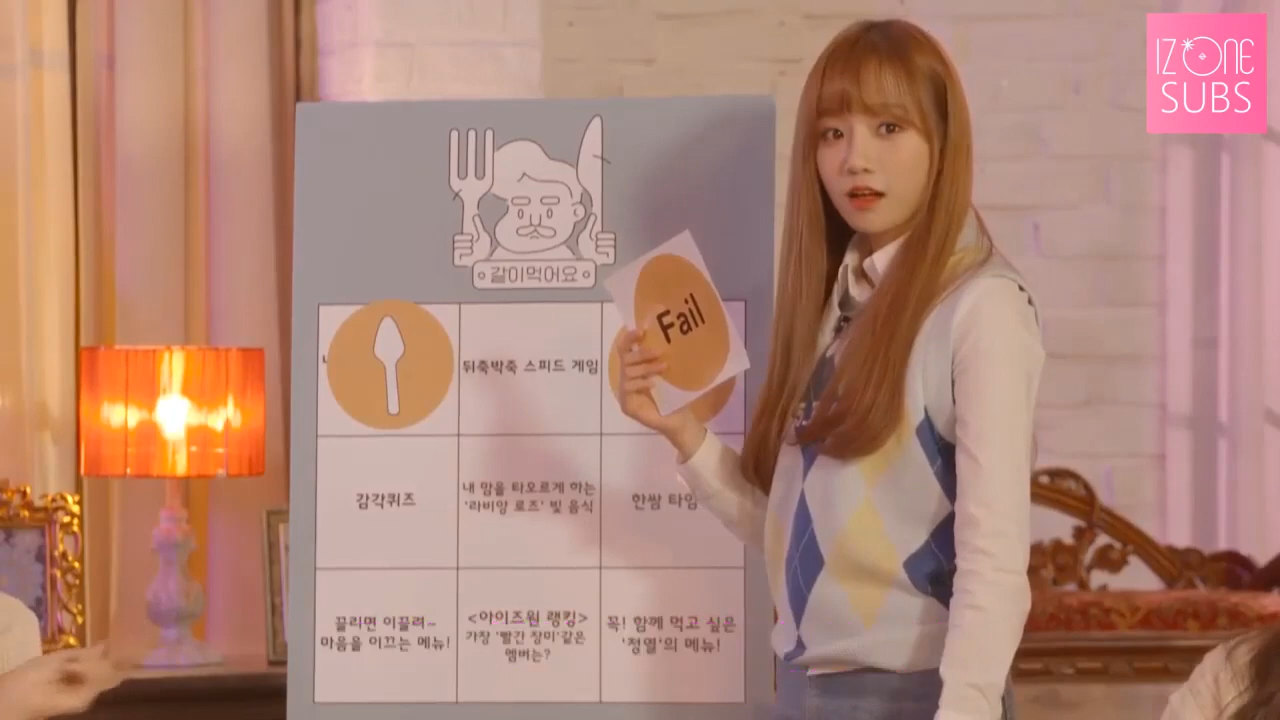 IZ*ONE
SUBS
같이먹어요
Fail
뒤축박죽 스피드 게임
감각퀴즈
내 맘을 타오르게 하는
'라비앙 로즈' 빛 음식
한쌈 타임
끌리면 이끌려~
마음을 이끄는 메뉴!
<아이즈원 랭킹>
가장 '빨간 장미'같은
멤버는?
꼭! 함께 먹고 싶은
'정열'의 메뉴!